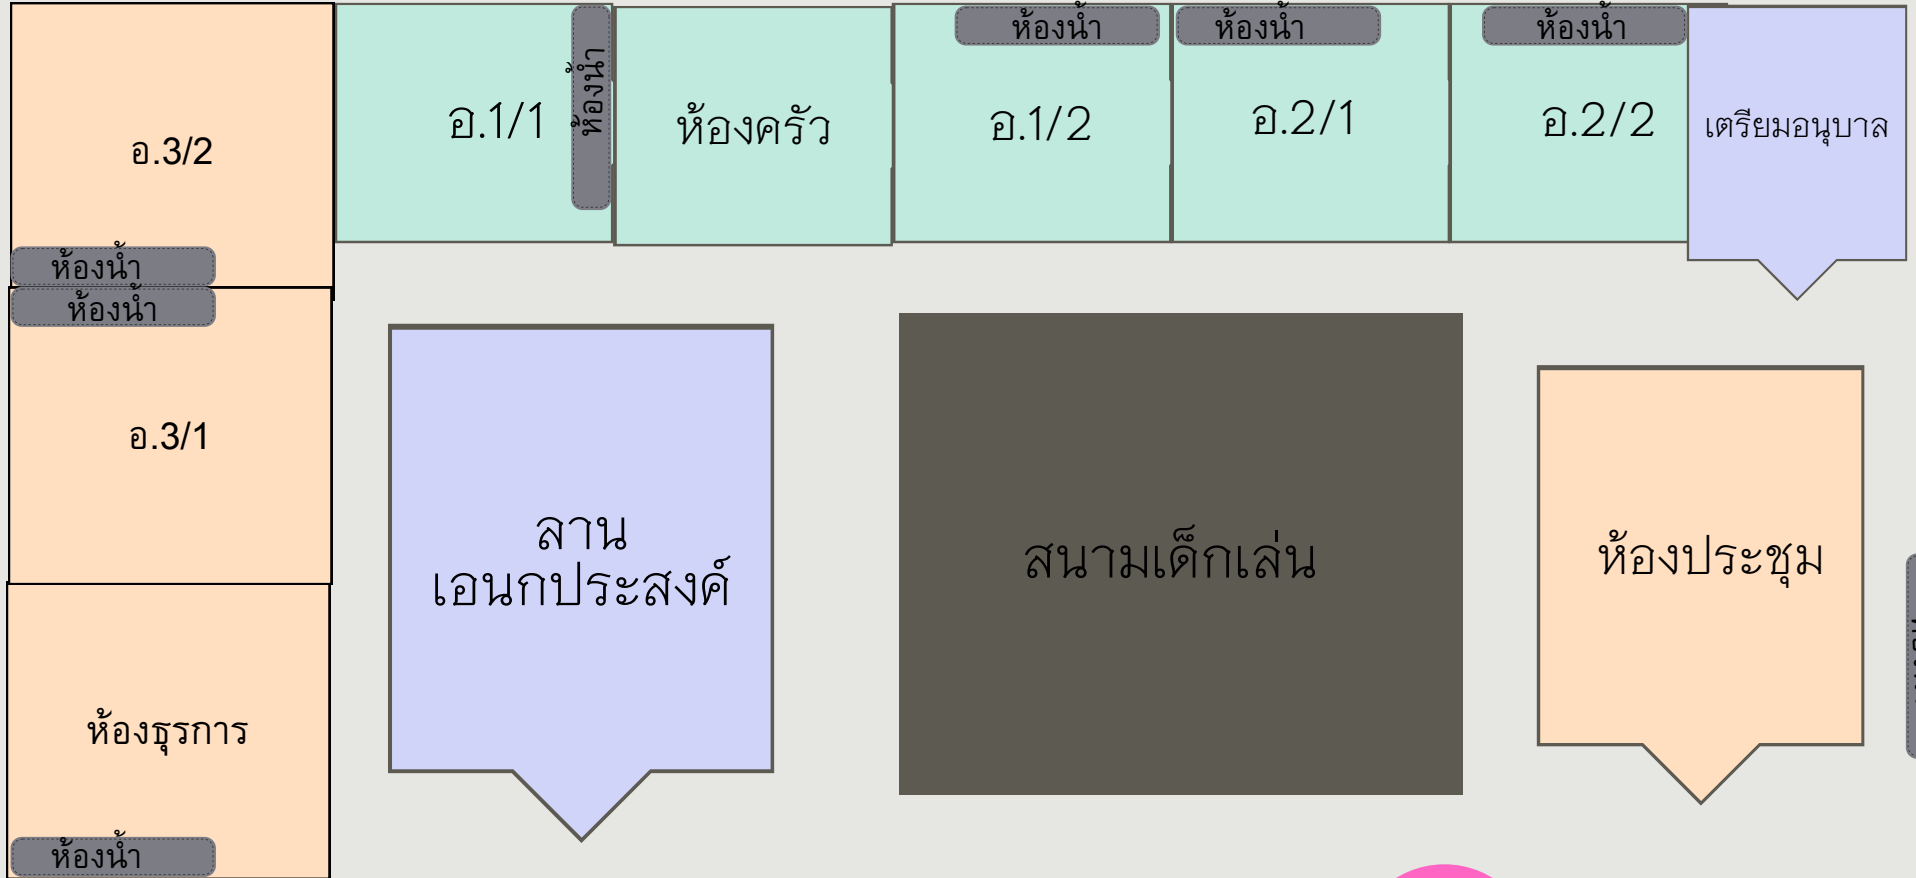 ห้องน้ำ
ห้องน้ำ
ห้องน้ำ
ห้องน้ำ
อ.3/2
อ.1/1
ห้องครัว
อ.1/2
อ.2/1
อ.2/2
เตรียมอนุบาล
ห้องน้ำ
ห้องน้ำ
อ.3/1
ลาน
เอนกประสงค์
สนามเด็กเล่น
ห้องประชุม
ห้องธุรการ
ห้องน้ำ